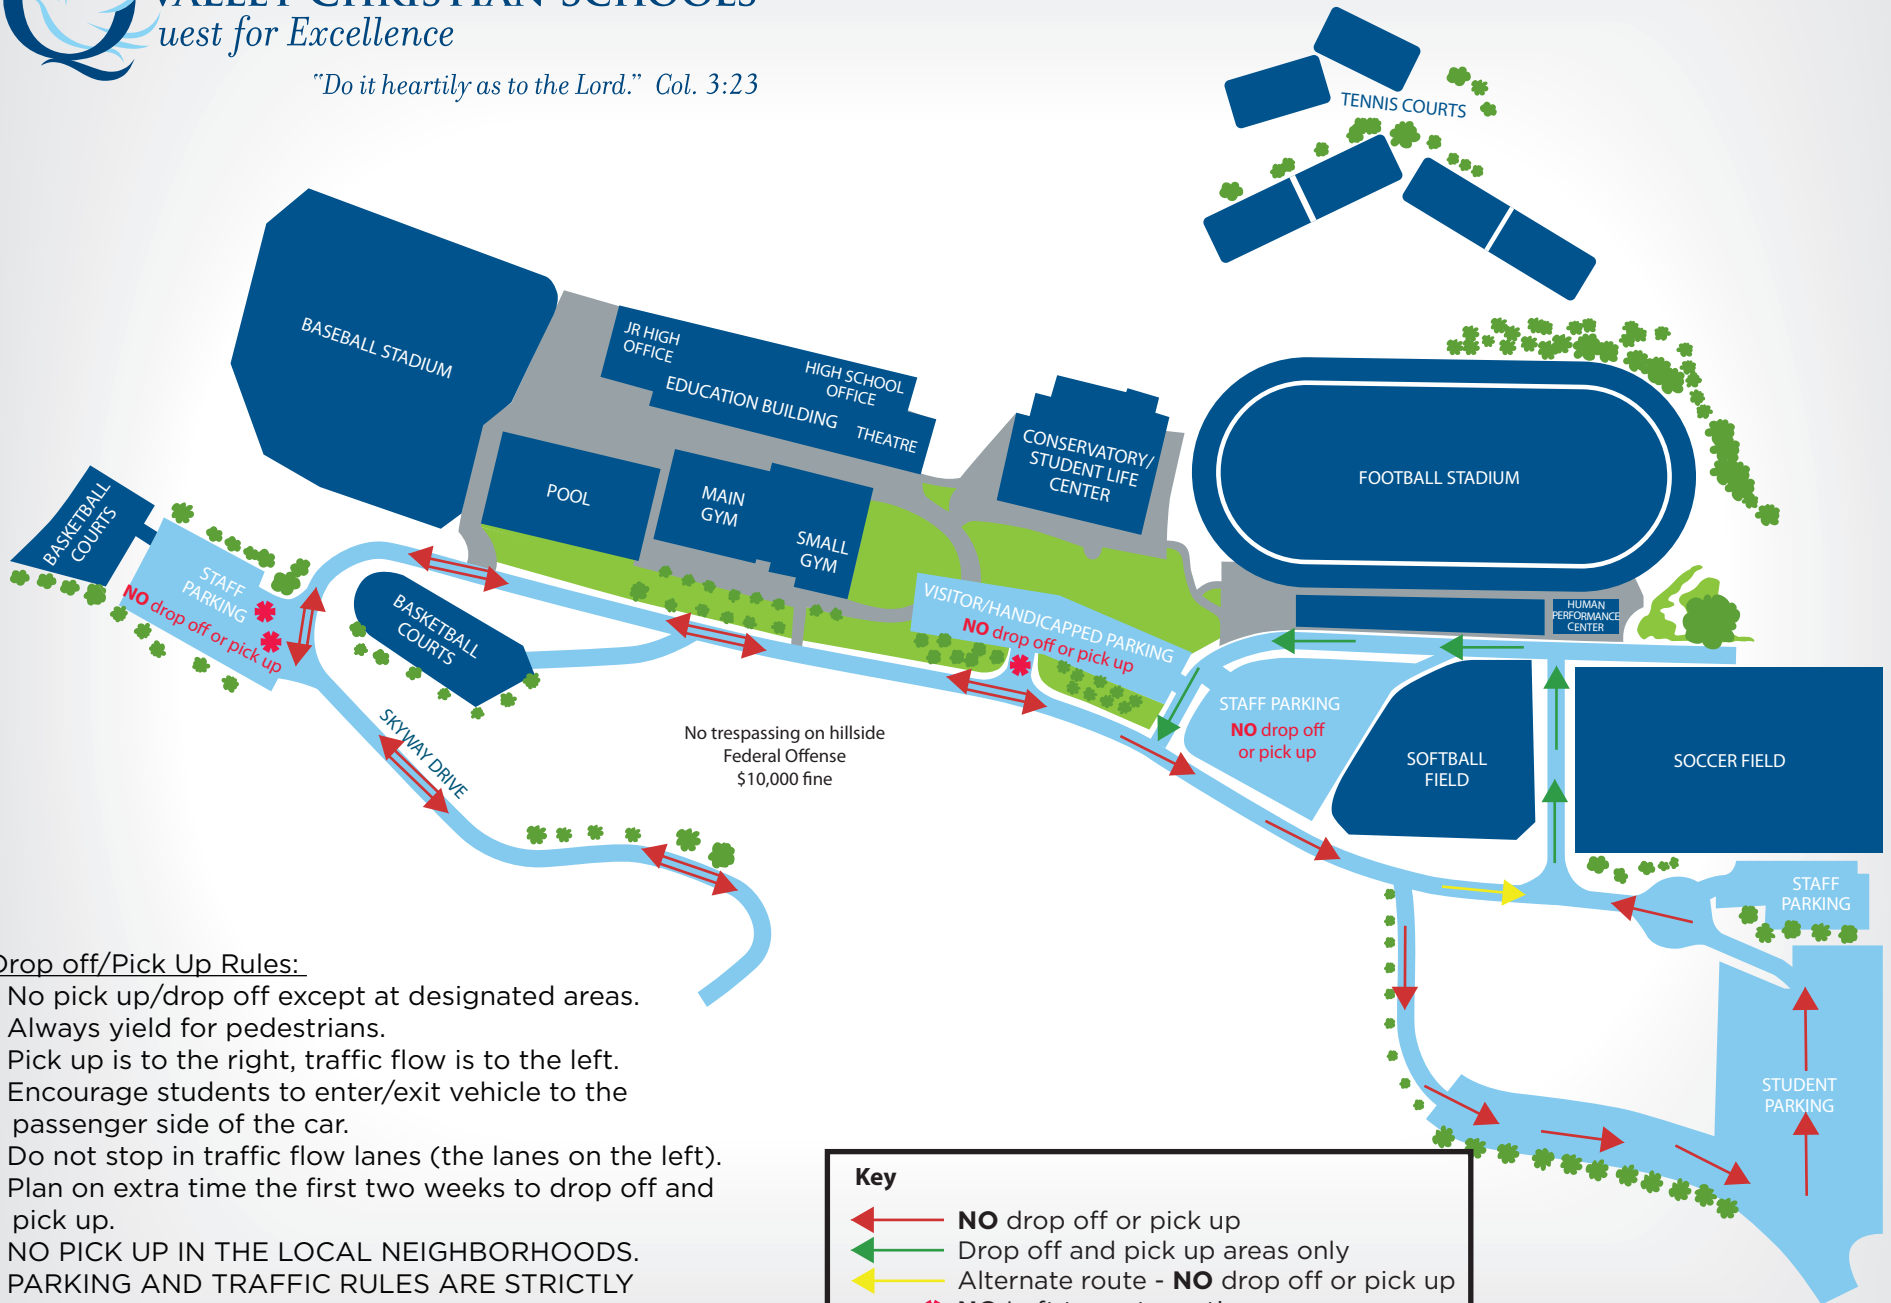 VALLEY CHRISTIAN SCHOOLS
Quest for Excellence
"Do it heartily as to the Lord." Col. 3:23
TENNIS COURTS
BASEBALL STADIUM
JR HIGH
OFFICE
HIGH SCHOOL
OFFICE
EDUCATION BUILDING
THEATRE
CONSERVATORY/
STUDENT LIFE
CENTER
FOOTBALL STADIUM
BASKETBALL
COURTS
POOL
MAIN
GYM
SMALL
GYM
STAFF
PARKING
NO drop off or pick up
BASKETBALL
COURTS
VISITOR/HANDICAPPED PARKING
NO drop off or pick up
HUMAN
PERFORMANCE
CENTER
STAFF PARKING
NO drop off
or pick up
SOFTBALL
FIELD
SOCCER FIELD
SKYWAY DRIVE
No trespassing on hillside
Federal Offense
$10,000 fine
STAFF
PARKING
STUDENT
PARKING
Drop off/Pick Up Rules:
No pick up/drop off except at designated areas.
Always yield for pedestrians.
Pick up is to the right, traffic flow is to the left.
Encourage students to enter/exit vehicle to the
passenger side of the car.
Do not stop in traffic flow lanes (the lanes on the left).
Plan on extra time the first two weeks to drop off and
pick up.
NO PICK UP IN THE LOCAL NEIGHBORHOODS.
PARKING AND TRAFFIC RULES ARE STRICTLY
Key
NO drop off or pick up
Drop off and pick up areas only
Alternate route - NO drop off or pick up